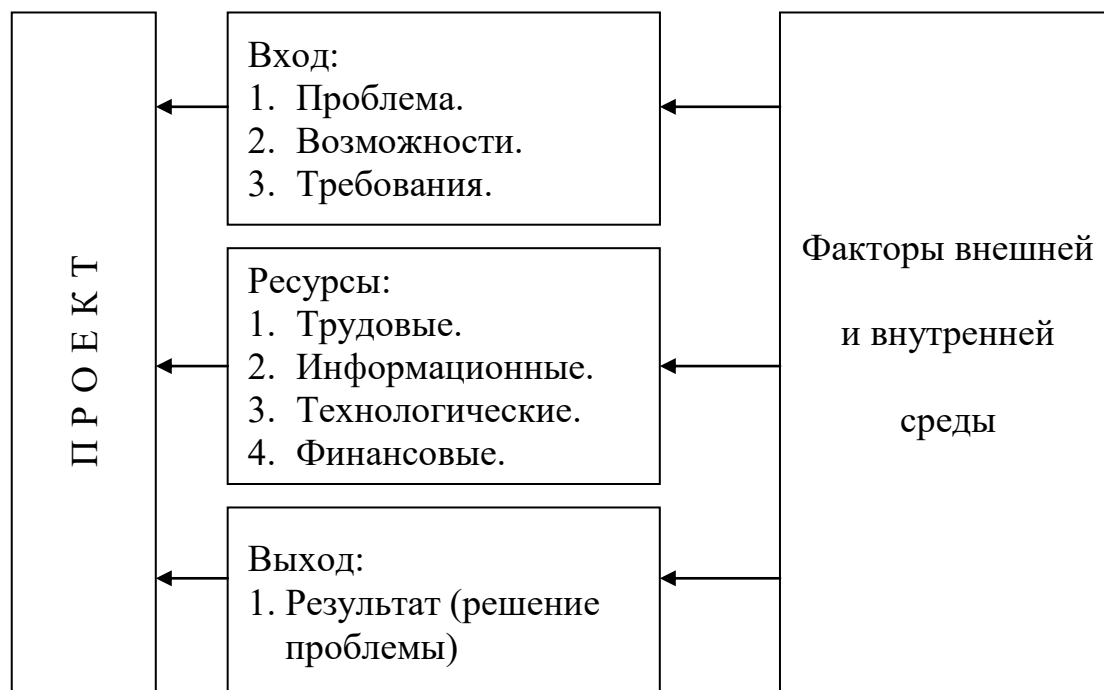 П Р О Е К Т
Вход:
1. Проблема.
2. Возможности.
3. Требования.
Ресурсы:
1. Трудовые.
2. Информационные.
3. Технологические.
4. Финансовые.
Выход:
1. Результат (решение
проблемы)
Факторы внешней
и внутренней
среды